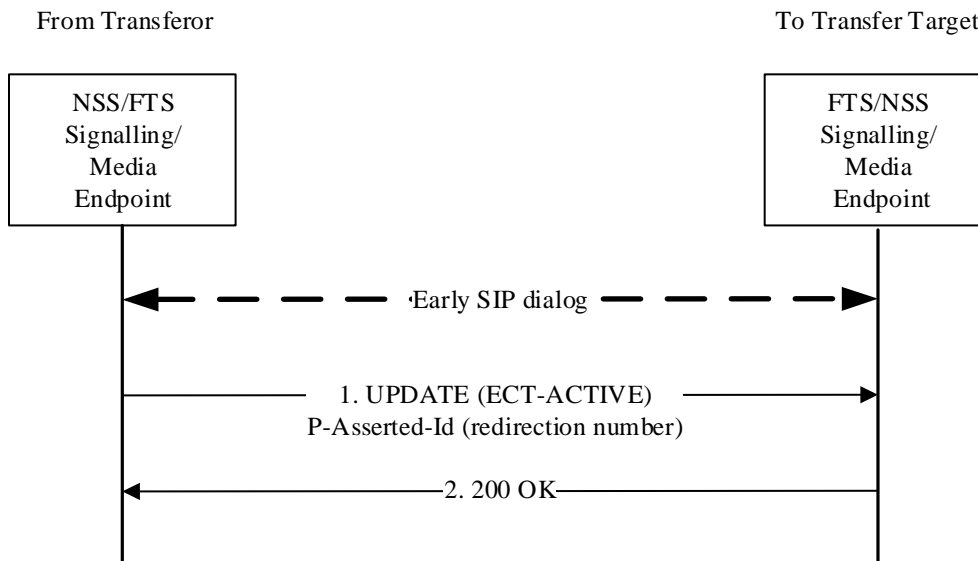 From Transferor
To Transfer Target
NSS/FTS
Signalling/
Media
Endpoint
FTS/NSS
Signalling/
Media
Endpoint
Early SIP dialog
1. UPDATE (ECT-ACTIVE)
P-Asserted-Id (redirection number)
2. 200 OK